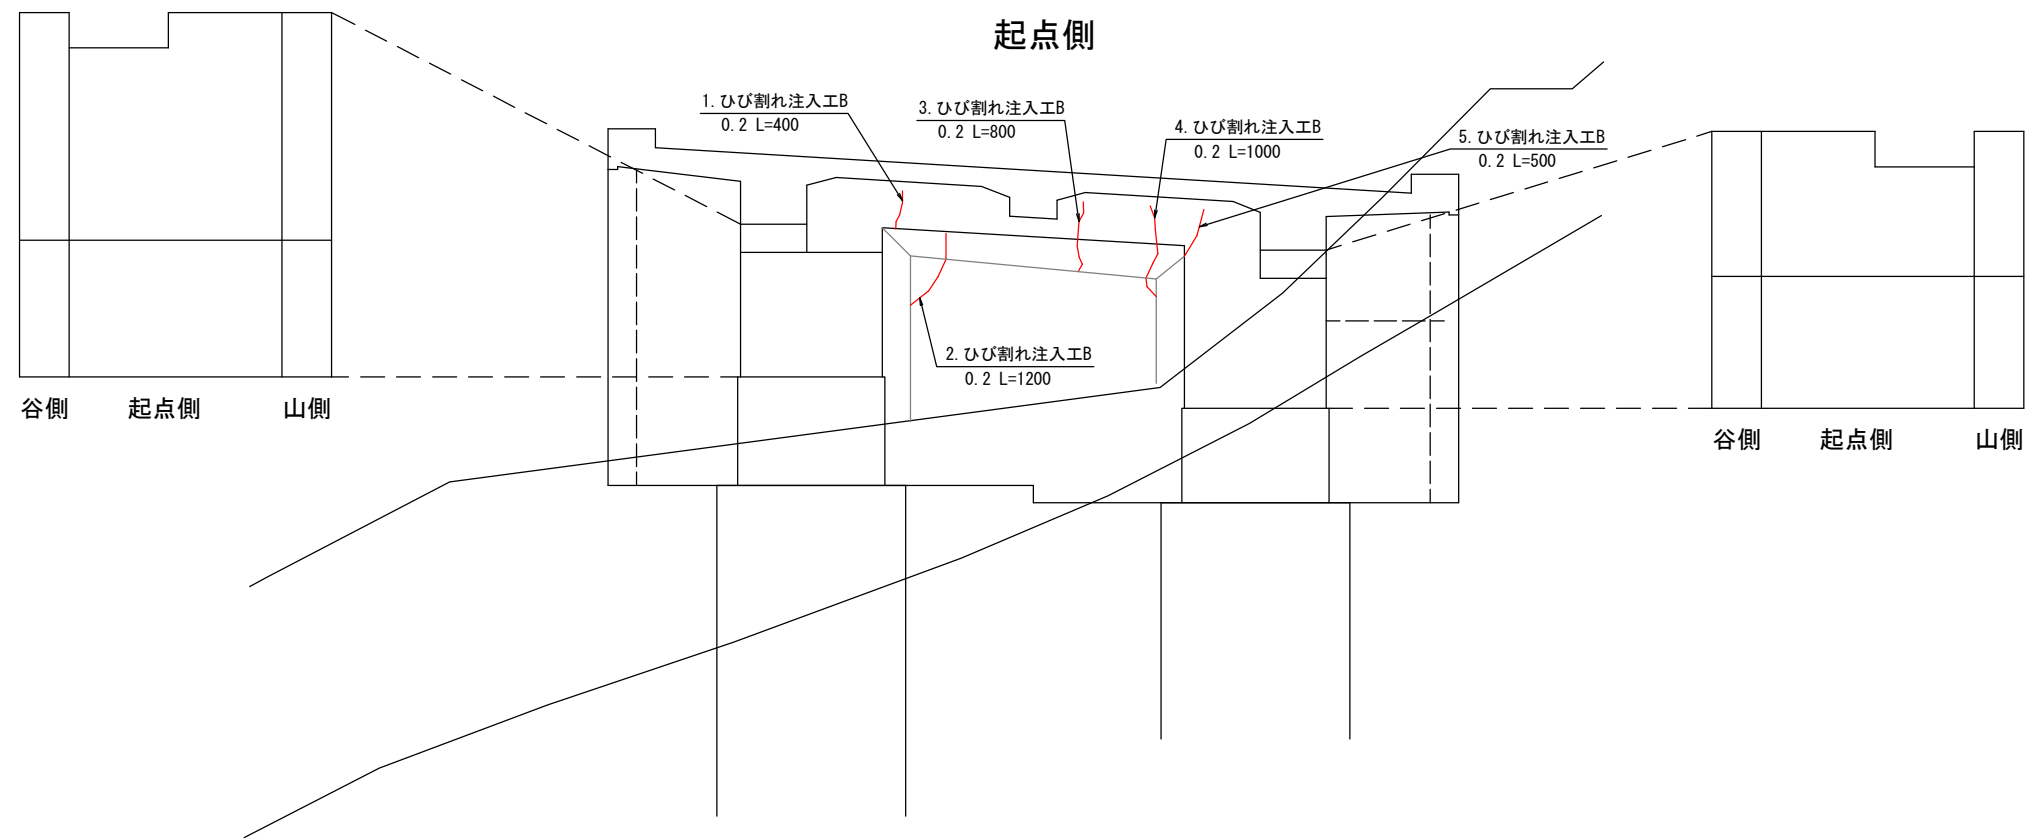 起点側
1. ひび割れ注入工B
0.2 L=400
3. ひび割れ注入工B
0.2 L=800
4. ひび割れ注入工B
0.2 L=1000
5. ひび割れ注入工B
0.2 L=500
2. ひび割れ注入工B
0.2 L=1200
谷側 起点側 山側
谷側 起点側 山側